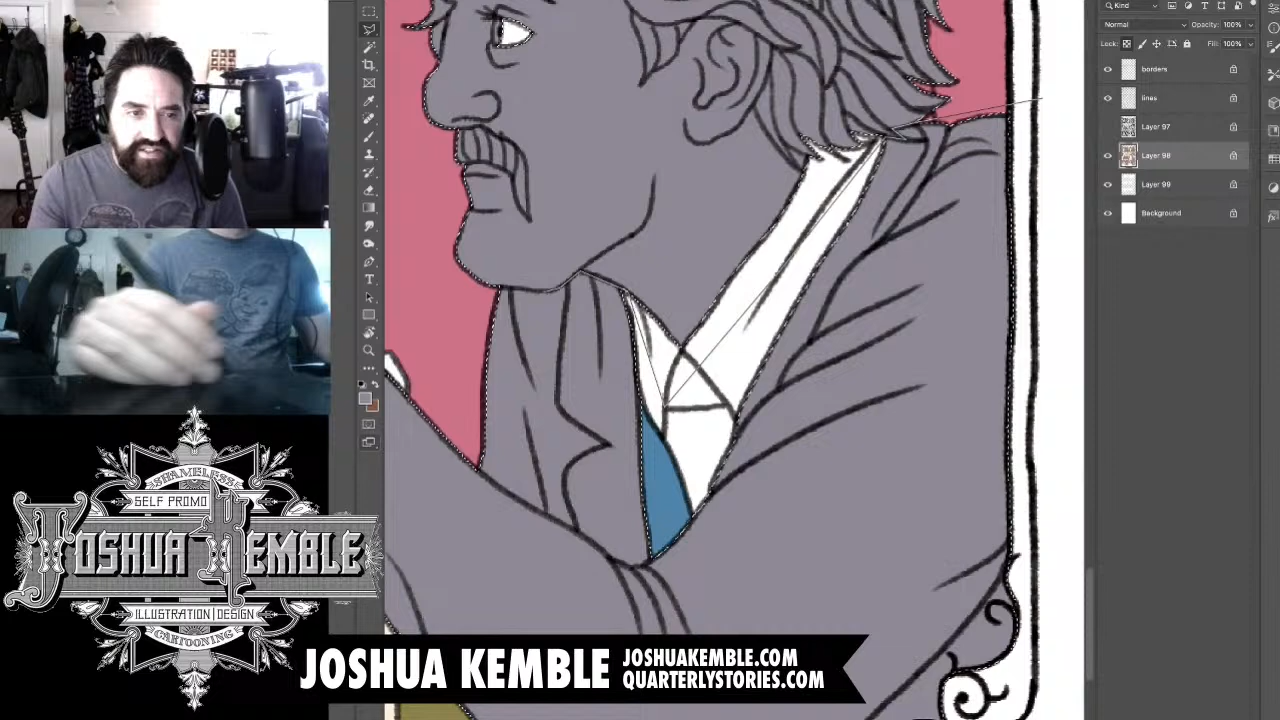 Kind
Normal
Opacity: 100%
Lock:
Fill: 100%
borders
lines
Layer 97
Layer 98
Layer 99
Background
SHAMELESS
SELF PROMO
JOSHUA KEMBLE
ILLUSTRATION|DESIGN
CARTOONING
JOSHUA KEMBLE
JOSHUAKEMBLE.COM
QUARTERLYSTORIES.COM